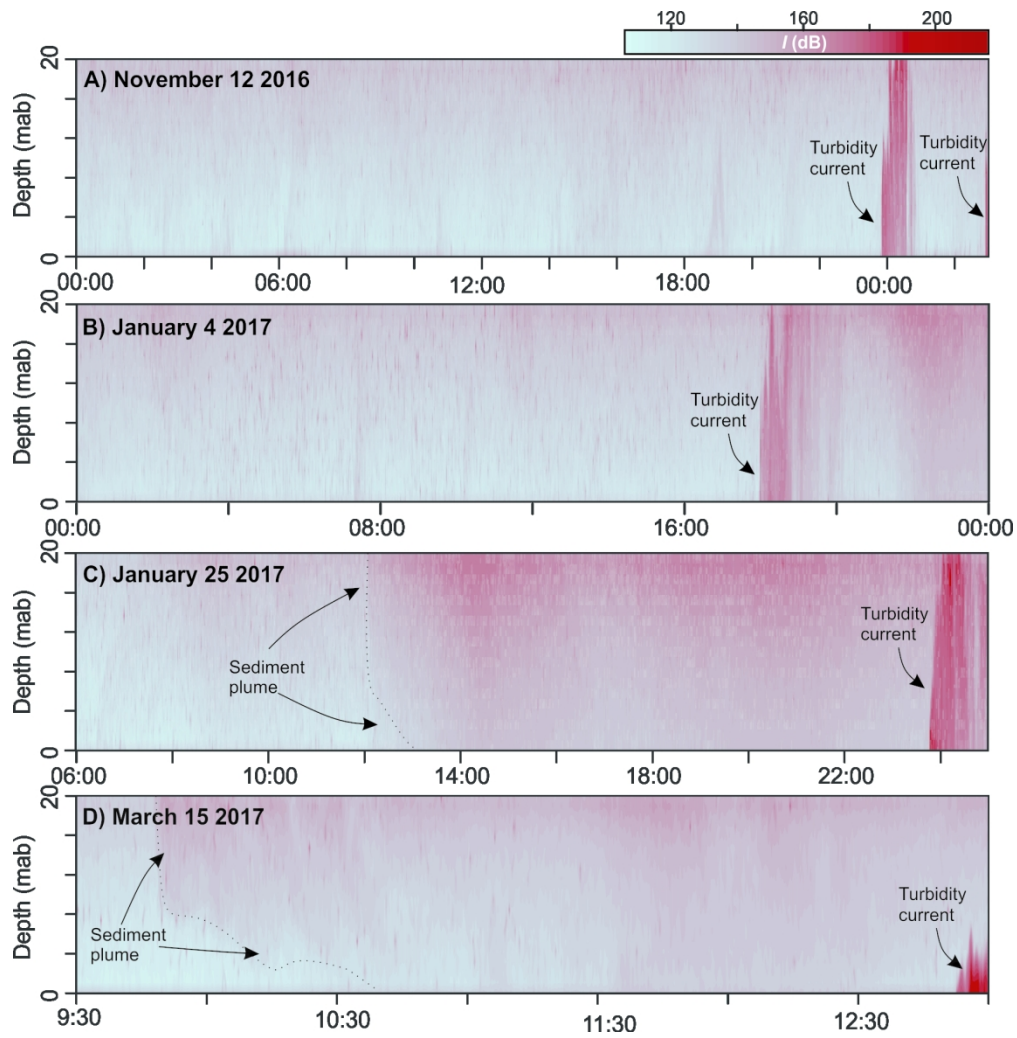 120 160 200
I (dB)
20
A) November 12 2016
Depth (mab)
Turbidity
current
Turbidity
current
0
00:00 06:00 12:00 18:00 00:00
20
B) January 4 2017
Depth (mab)
Turbidity
current
0
00:00 08:00 16:00 00:00
20
C) January 25 2017
Depth (mab)
Sediment
plume
Turbidity
current
0
06:00 10:00 14:00 18:00 22:00
20
D) March 15 2017
Depth (mab)
Sediment
plume
Turbidity
current
0
9:30 10:30 11:30 12:30